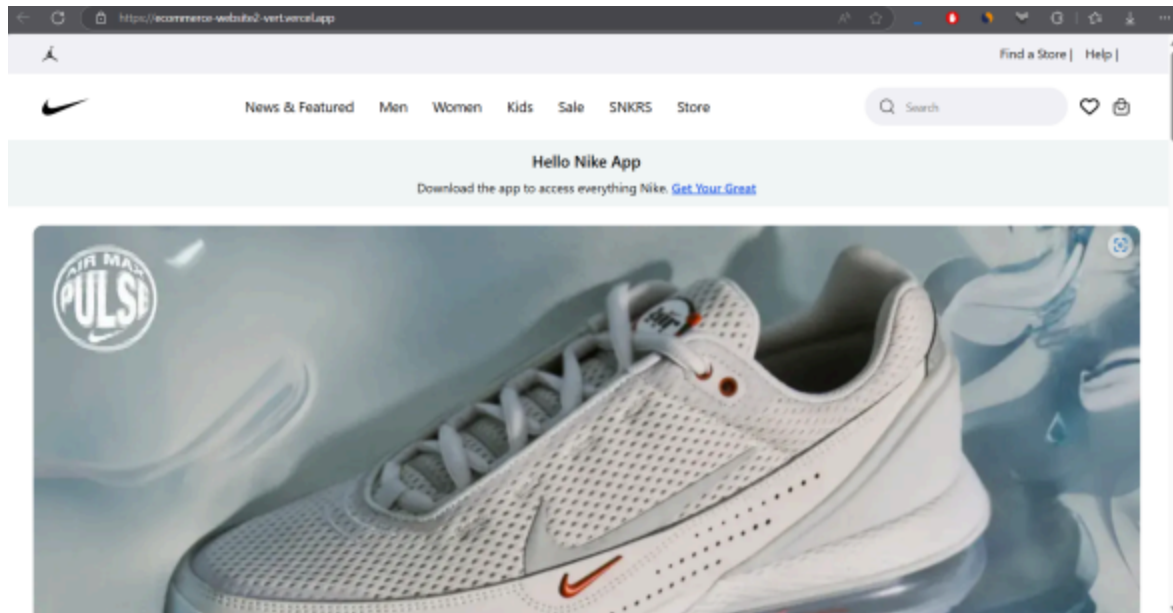 https://ecommerce-website2-vert.vercel.app
Find a Store | Help |
News & Featured Men Women Kids Sale SNKRS Store
Search
Hello Nike App
Download the app to access everything Nike. Get Your Great
AIR MAX
PULSE
AIR